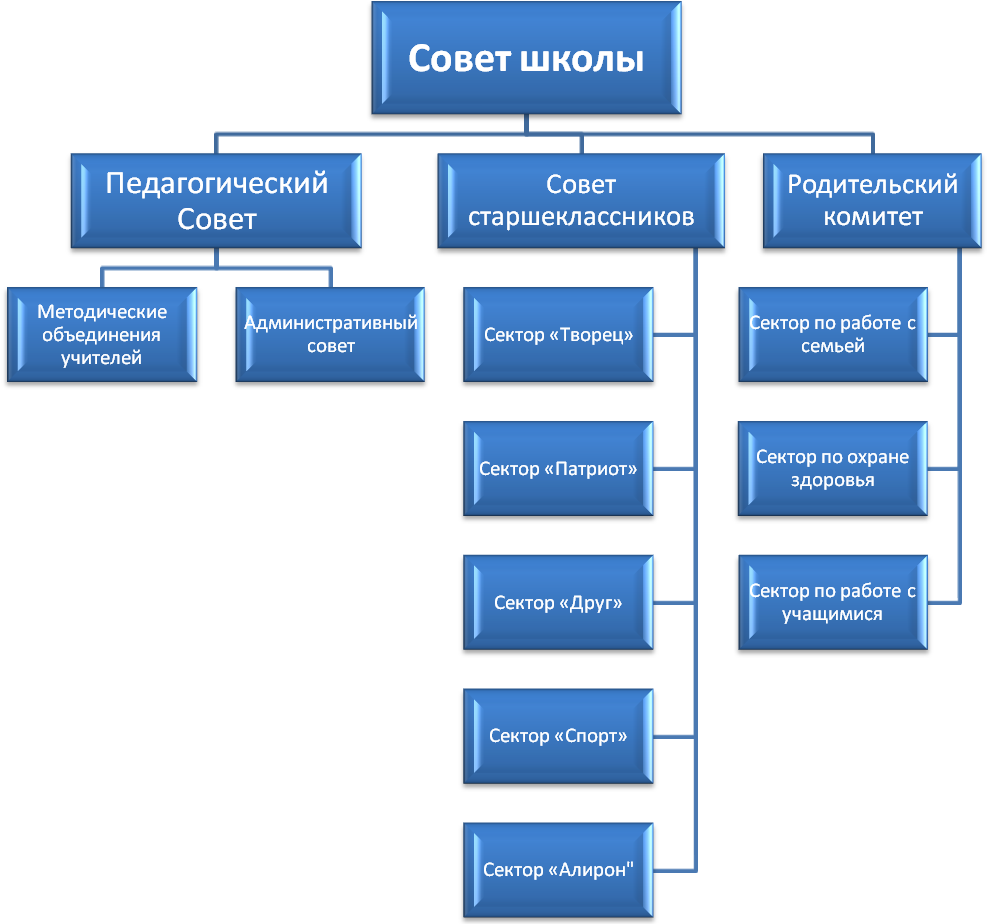 Совет школы
Педагогический
Совет
Совет
старшеклассников
Родительский
комитет
Методические
объединения
учителей
Административный
совет
Сектор «Творец»
Сектор «Патриот»
Сектор «Друг»
Сектор «Спорт»
Сектор «Алирон"
Сектор по работе с
семьей
Сектор по охране
здоровья
Сектор по работе с
учащимися